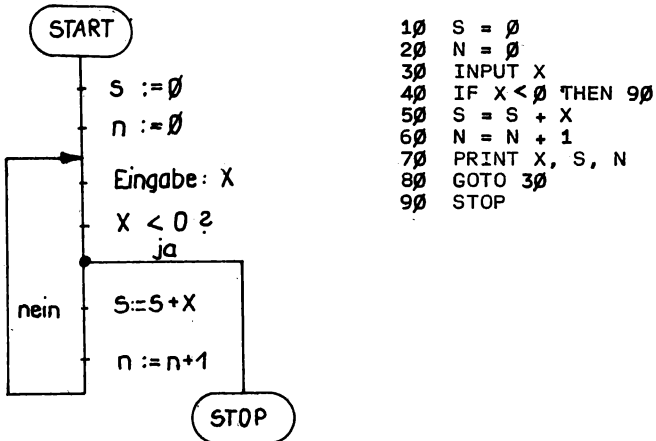 START
S := Ø
n := Ø
Eingabe: X
X < 0 ?
ja
nein
S:=S+X
n := n+1
STOP
1Ø S = Ø
2Ø N = Ø
3Ø INPUT X
4Ø IF X < Ø THEN 9Ø
5Ø S = S + X
6Ø N = N + 1
7Ø PRINT X, S, N
8Ø GOTO 3Ø
9Ø STOP